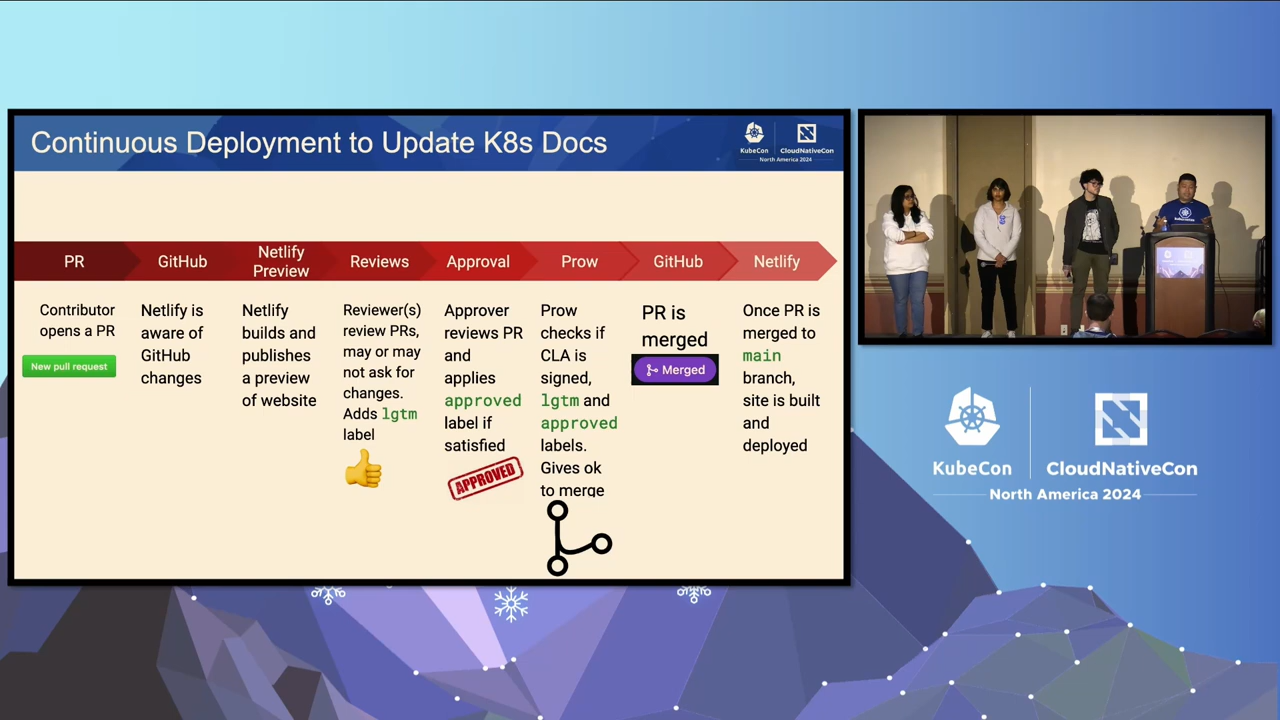 Continuous Deployment to Update K8s Docs
KubeCon
CloudNativeCon
North America 2024
PR
GitHub
Netlify
Preview
Reviews
Approval
Prow
GitHub
Netlify
Contributor
opens a PR
New pull request
Netlify is
aware of
GitHub
changes
Netlify
builds and
publishes
a preview
of website
Reviewer(s)
review PRs,
may or may
not ask for
changes.
Adds lgtm
label
Approver
reviews PR
and
applies
approved
label if
satisfied
APPROVED
Prow
checks if
CLA is
signed,
lgtm and
approved
labels.
Gives ok
to merge
PR is
merged
Merged
Once PR is
merged to
main
branch,
site is built
and
deployed
KubeCon
CloudNativeCon
North America 2024